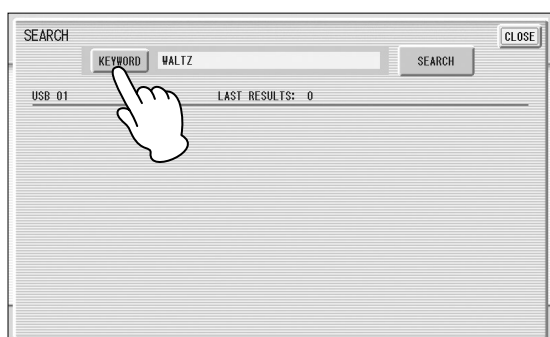 SEARCH CLOSE
KEYWORD WALTZ SEARCH
USB 01 LAST RESULTS: 0